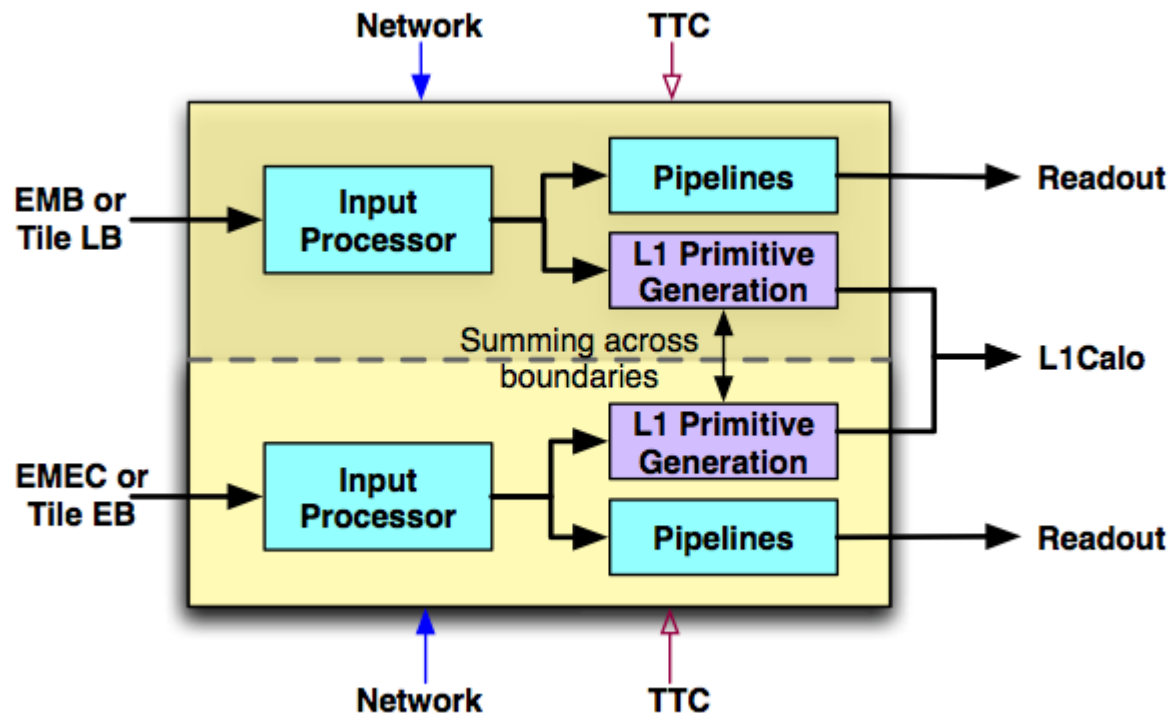 Network
TTC
EMB or
Tile LB
Input
Processor
Pipelines
Readout
L1 Primitive
Generation
Summing across
boundaries
L1Calo
L1 Primitive
Generation
EMEC or
Tile EB
Input
Processor
Pipelines
Readout
Network
TTC